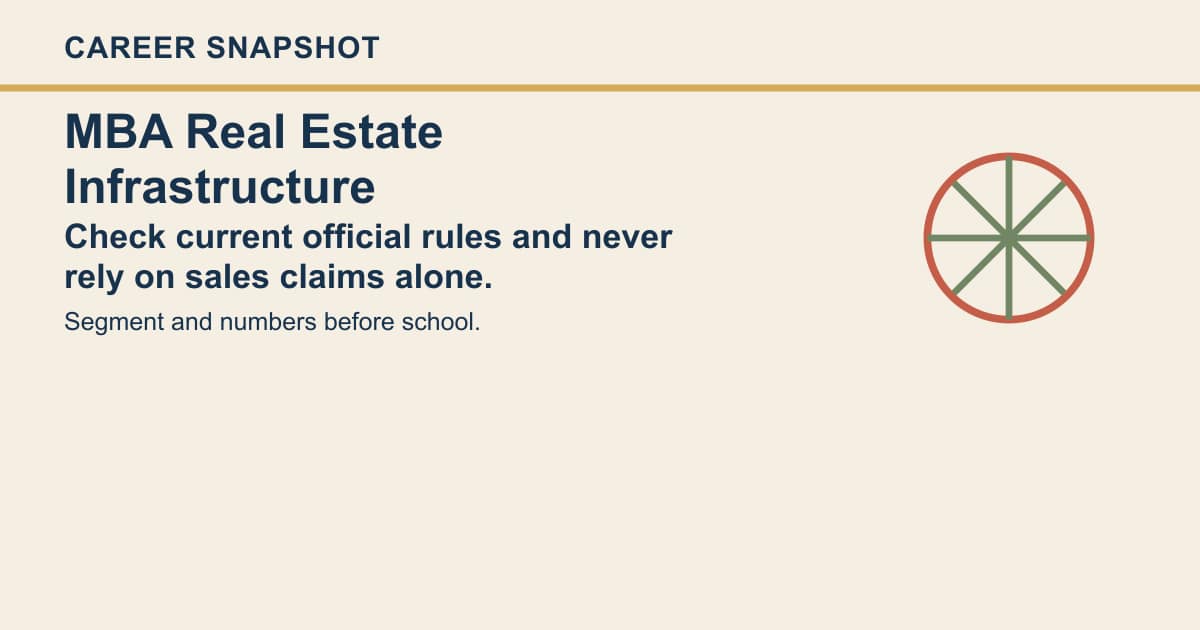 CAREER SNAPSHOT
MBA Real Estate
Infrastructure
Check current official rules and never
rely on sales claims alone.
Segment and numbers before school.